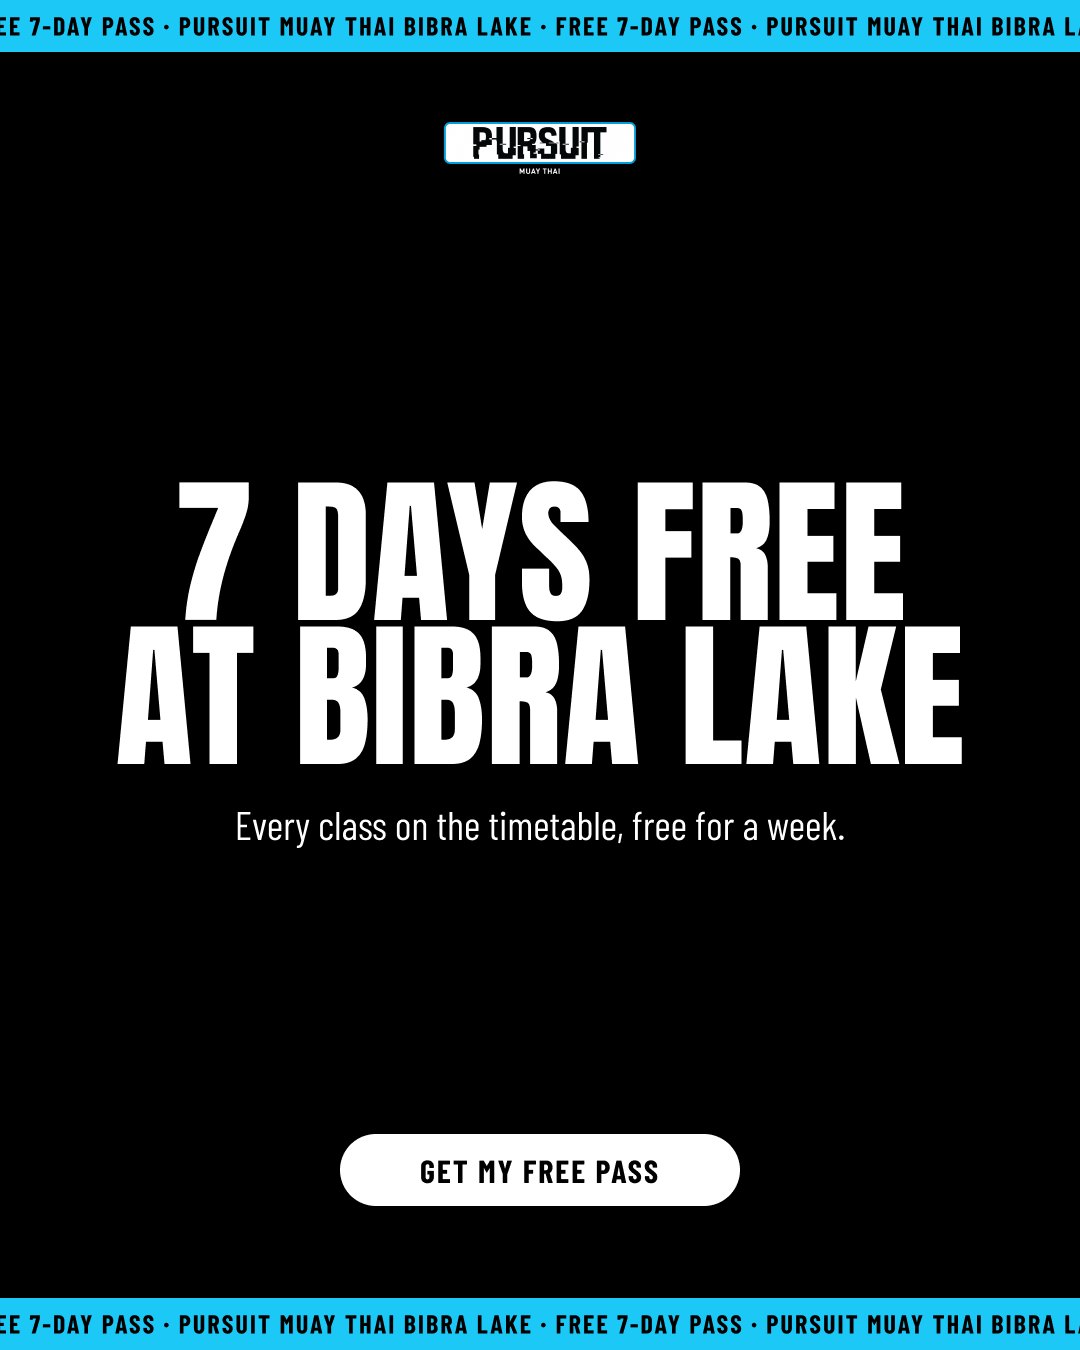 EE 7-DAY PASS · PURSUIT MUAY THAI BIBRA LAKE · FREE 7-DAY PASS · PURSUIT MUAY THAI BIBRA L
PURSUIT
MUAY THAI
7 DAYS FREE
AT BIBRA LAKE
Every class on the timetable, free for a week.
GET MY FREE PASS
EE 7-DAY PASS · PURSUIT MUAY THAI BIBRA LAKE · FREE 7-DAY PASS · PURSUIT MUAY THAI BIBRA L